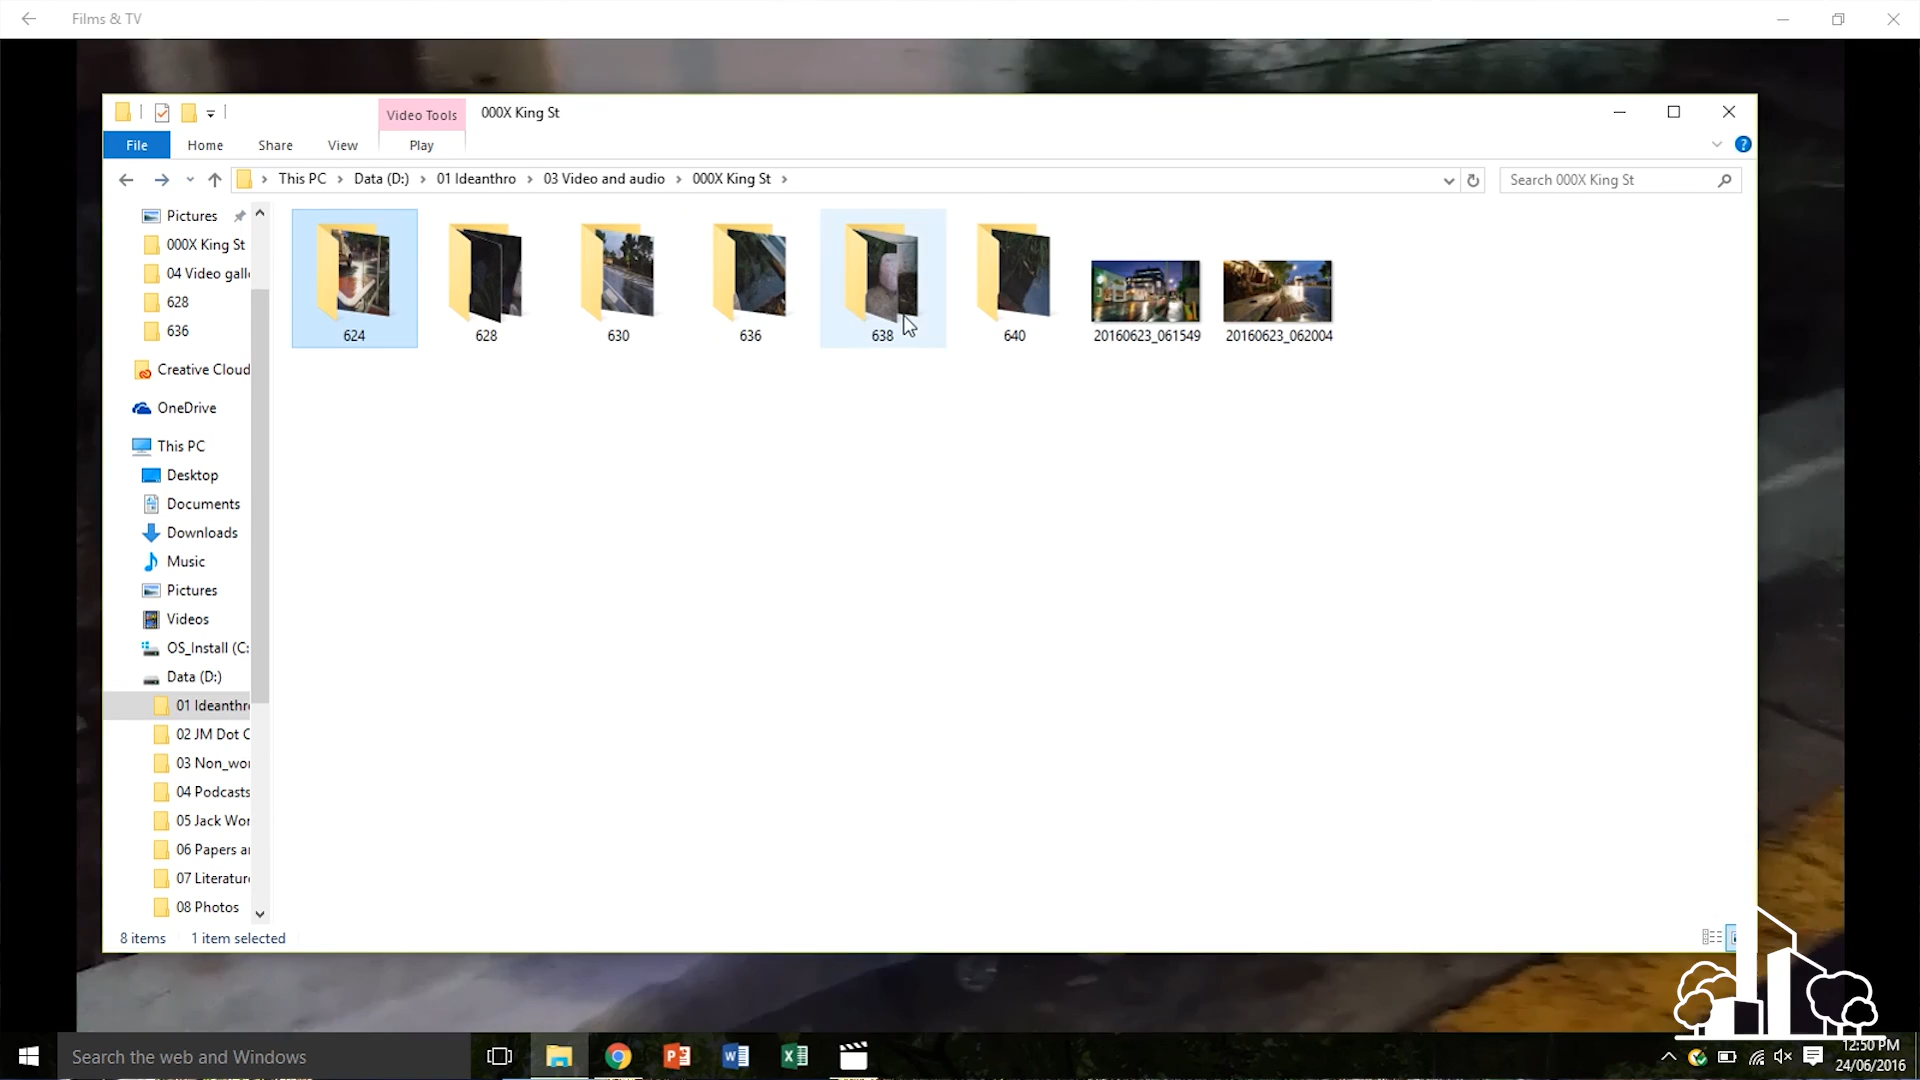 Films & TV
Video Tools
000X King St
File
Home
Share
View
Play
This PC
Data (D:)
01 Ideanthro
03 Video and audio
000X King St
Search 000X King St
Pictures
000X King St
04 Video gall
628
636
Creative Cloud
OneDrive
This PC
Desktop
Documents
Downloads
Music
Pictures
Videos
OS_Install (C:
Data (D:)
01 Ideanthr
02 JM Dot C
03 Non_wo
04 Podcasts
05 Jack Wor
06 Papers a
07 Literatur
08 Photos
624
628
630
636
638
640
20160623_061549
20160623_062004
8 items
1 item selected
Search the web and Windows
12:50 PM
24/06/2016